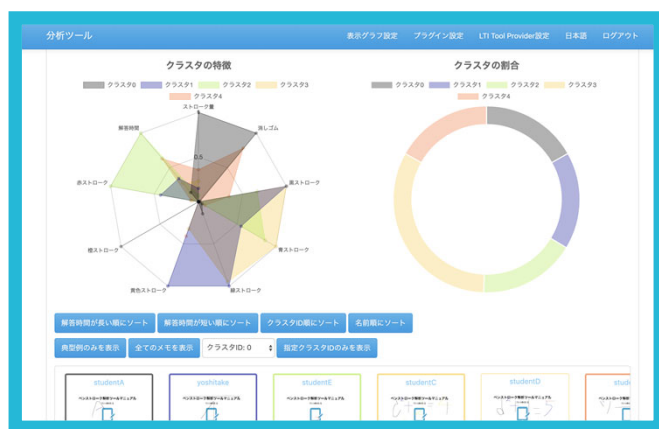 分析ツール 表示グラフ設定 プラグイン設定 LTI Tool Provider設定 日本語 ログアウト
クラスタの特徴
クラスタ0 クラスタ1 クラスタ2 クラスタ3
クラスタ4
ストローク量
解答時間 消しゴム
0.5
赤ストローク 黒ストローク
橙ストローク 青ストローク
黄色ストローク 緑ストローク
クラスタの割合
クラスタ0 クラスタ1 クラスタ2 クラスタ3
クラスタ4
解答時間が長い順にソート 解答時間が短い順にソート クラスタID順にソート 名前順にソート
典型例のみを表示 全てのメモを表示 クラスタID: 0 指定クラスタIDのみを表示
studentA yoshitake studentE studentC studentD stude
ペンストローク解析ツールマニュアル ペンストローク解析ツールマニュアル ペンストローク解析ツールマニュアル ペンストローク解析ツールマニュアル ペンストローク解析ツールマニュアル